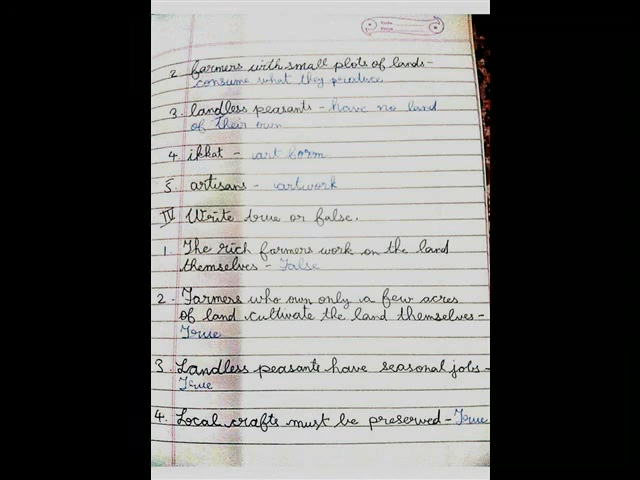 2. farmers with small plots of lands -
consume what they produce
3. landless peasants - have no land
of their own
4. ikkat - art form
5. artisans - artwork
IV Write true or false.
1. The rich farmers work on the land
themselves - False
2. Farmers who own only a few acres
of land cultivate the land themselves -
True
3. Landless peasants have seasonal jobs -
True
4. Local crafts must be preserved - True